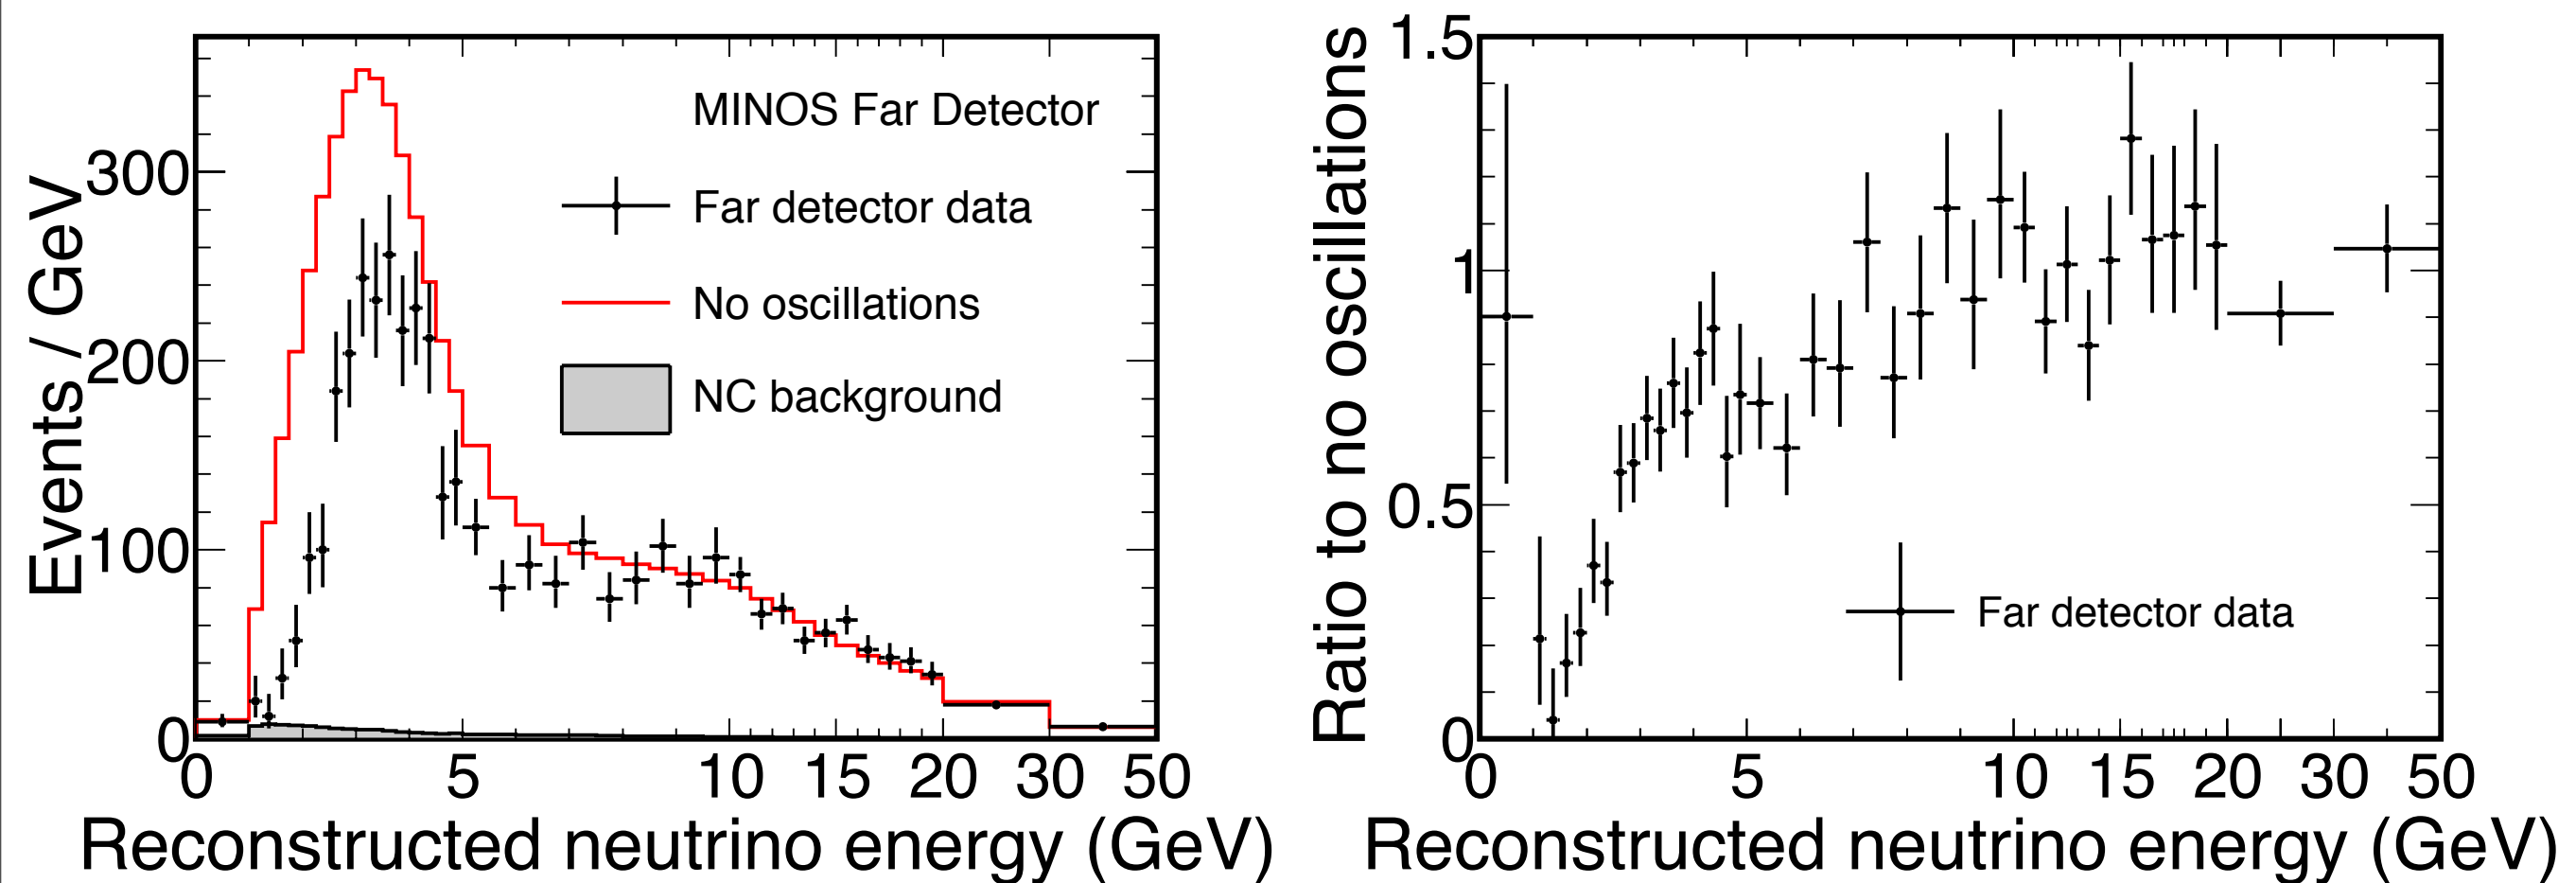 Events / GeV
300
200
100
0
0 5 10 15 20 30 50
Reconstructed neutrino energy (GeV)
MINOS Far Detector
Far detector data
No oscillations
NC background
Ratio to no oscillations
1.5
1
0.5
0
0 5 10 15 20 30 50
Reconstructed neutrino energy (GeV)
Far detector data